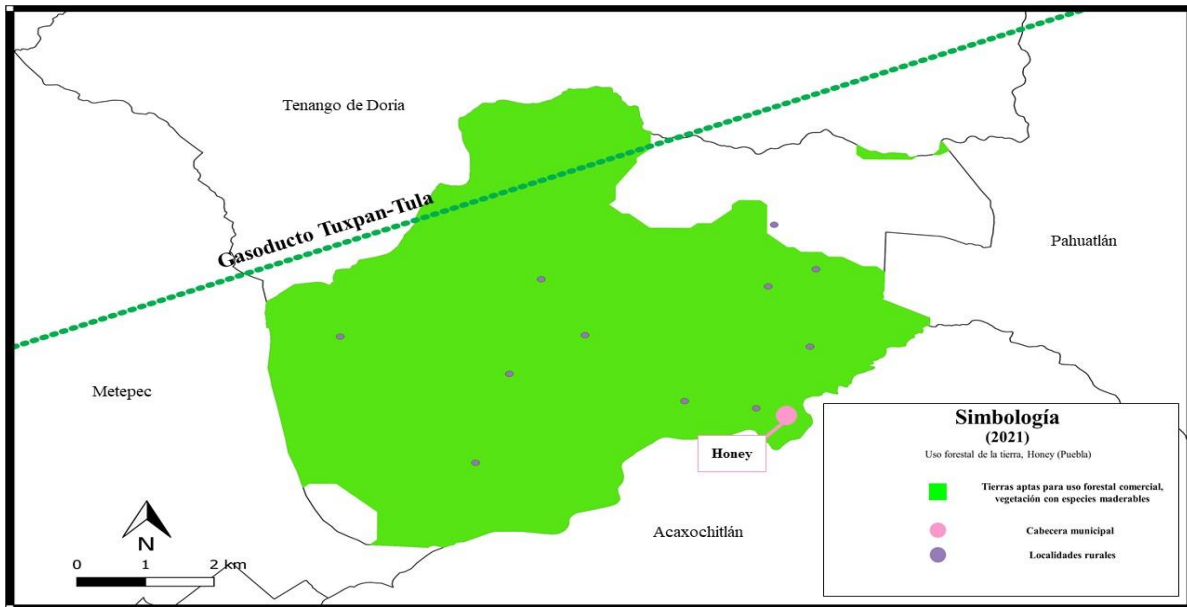 Tenango de Doria
Gasoducto Tuxpan-Tula
Pahuatlán
Metepec
Honey
Acaxochitlán
N
0 1 2 km
Simbología
(2021)
Uso forestal de la tierra, Honey (Puebla)
Tierras aptas para uso forestal comercial,
vegetación con especies maderables
Cabecera municipal
Localidades rurales